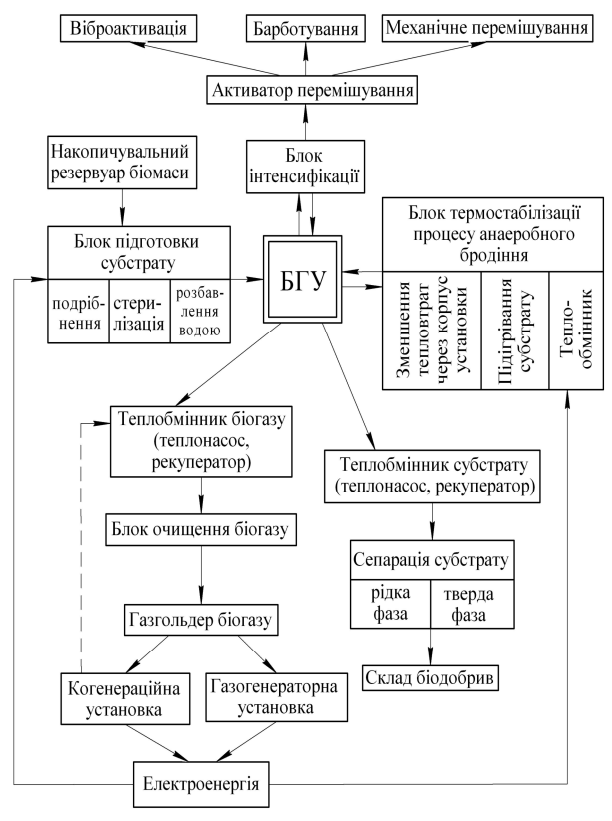 Віброактивація
Барботування
Механічне перемішування
Активатор перемішування
Накопичувальний
резервуар біомаси
Блок
інтенсифікації
Блок підготовки
субстрату
подріб-
нення
стери-
лізація
розбав-
лення
водою
БГУ
Блок термостабілізації
процесу анаеробного
бродіння
Зменшення
тепловтрат
через корпус
установки
Підігрівання
субстрату
Тепло-
обмінник
Теплобмінник біогазу
(теплонасос,
рекуператор)
Теплобмінник субстрату
(теплонасос, рекуператор)
Блок очищення біогазу
Сепарація субстрату
рідка
фаза
тверда
фаза
Газгольдер біогазу
Склад біодобрив
Когенераційна
установка
Газогенераторна
установка
Електроенергія